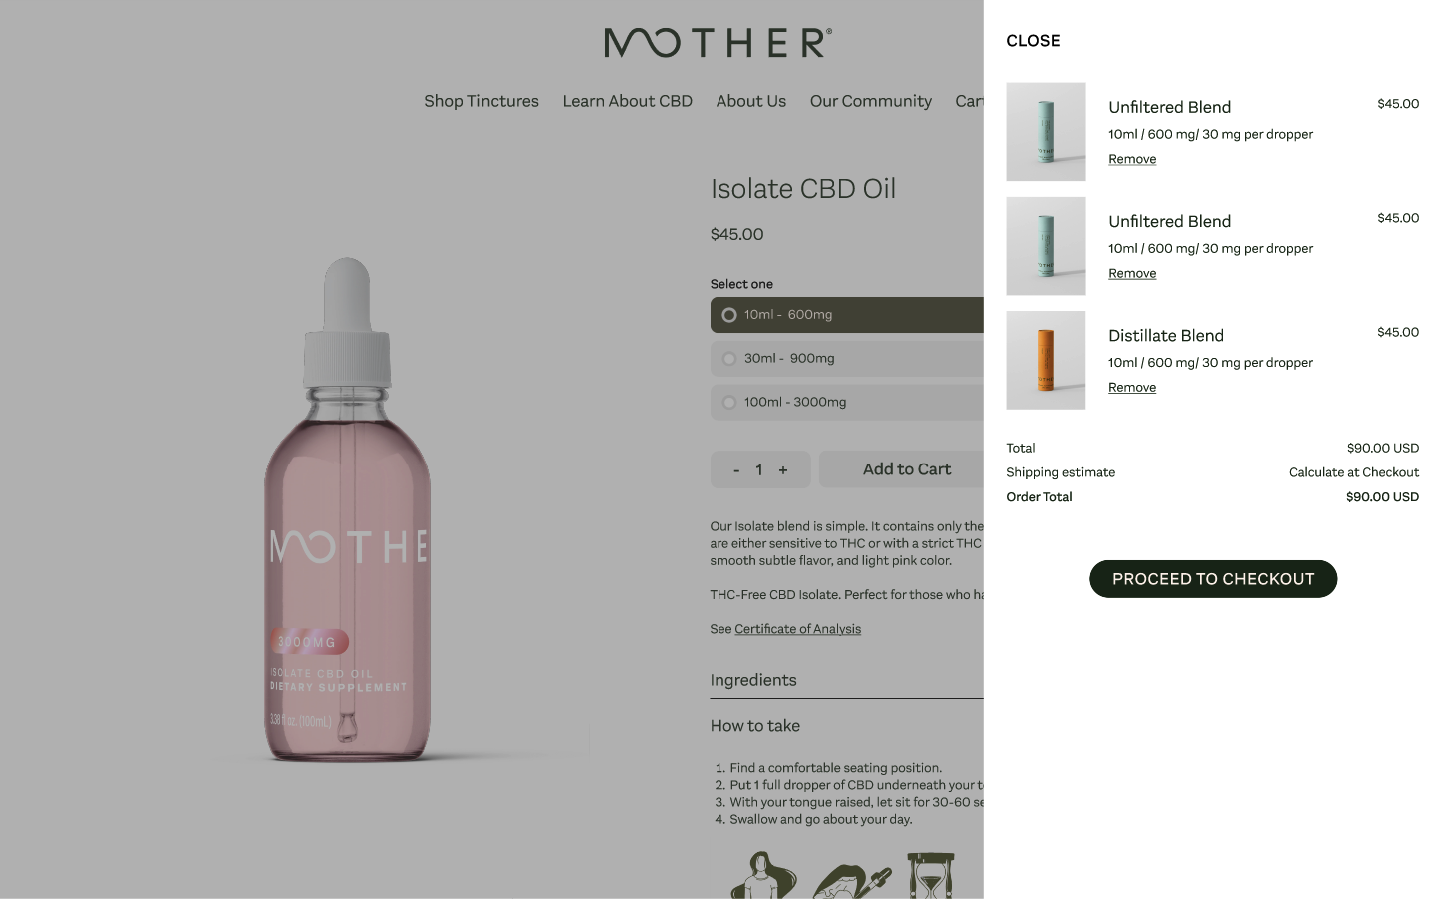 MOTHER®
Shop Tinctures Learn About CBD About Us Our Community Cart
Isolate CBD Oil
$45.00
Select one
10ml - 600mg
30ml - 900mg
100ml - 3000mg
- 1 + Add to Cart
Our Isolate blend is simple. It contains only the
are either sensitive to THC or with a strict THC
smooth subtle flavor, and light pink color.
THC-Free CBD Isolate. Perfect for those who ha
See Certificate of Analysis
Ingredients
How to take
1. Find a comfortable seating position.
2. Put 1 full dropper of CBD underneath your t
3. With your tongue raised, let sit for 30-60 se
4. Swallow and go about your day.
MOTHE
3000MG
ISOLATE CBD OIL
DIETARY SUPPLEMENT
3.38 fl oz. (100mL)
CLOSE
Unfiltered Blend $45.00
10ml / 600 mg/ 30 mg per dropper
Remove
Unfiltered Blend $45.00
10ml / 600 mg/ 30 mg per dropper
Remove
Distillate Blend $45.00
10ml / 600 mg/ 30 mg per dropper
Remove
Total $90.00 USD
Shipping estimate Calculate at Checkout
Order Total $90.00 USD
PROCEED TO CHECKOUT